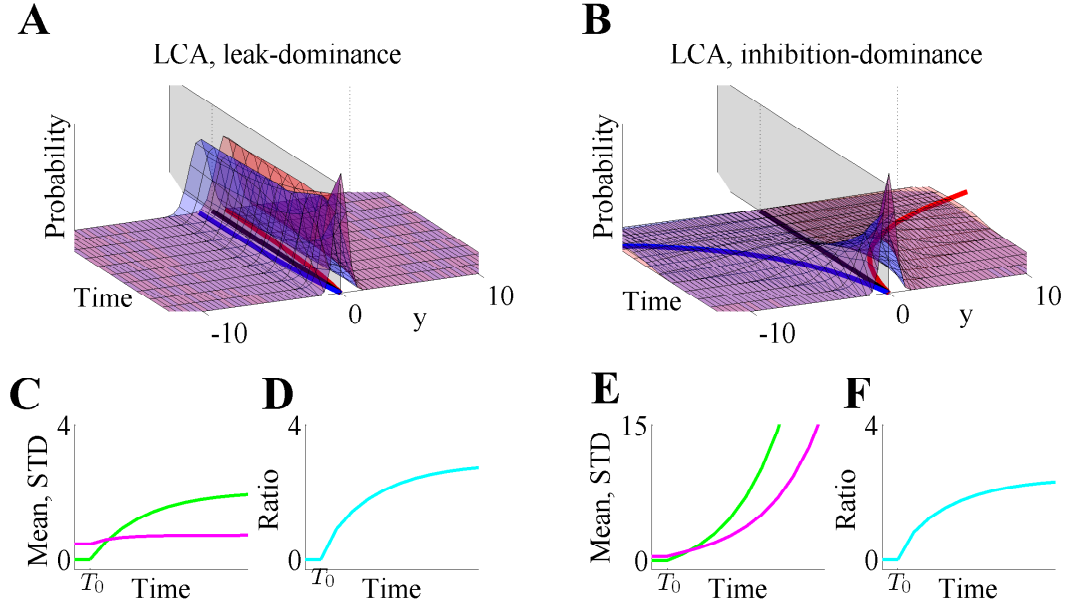 A
LCA, leak-dominance
Probability
Time
-10
0
y
10
B
LCA, inhibition-dominance
Probability
Time
-10
0
y
10
C
4
Mean, STD
0
T0
Time
D
4
Ratio
0
T0
Time
E
15
Mean, STD
0
T0
Time
F
4
Ratio
0
T0
Time